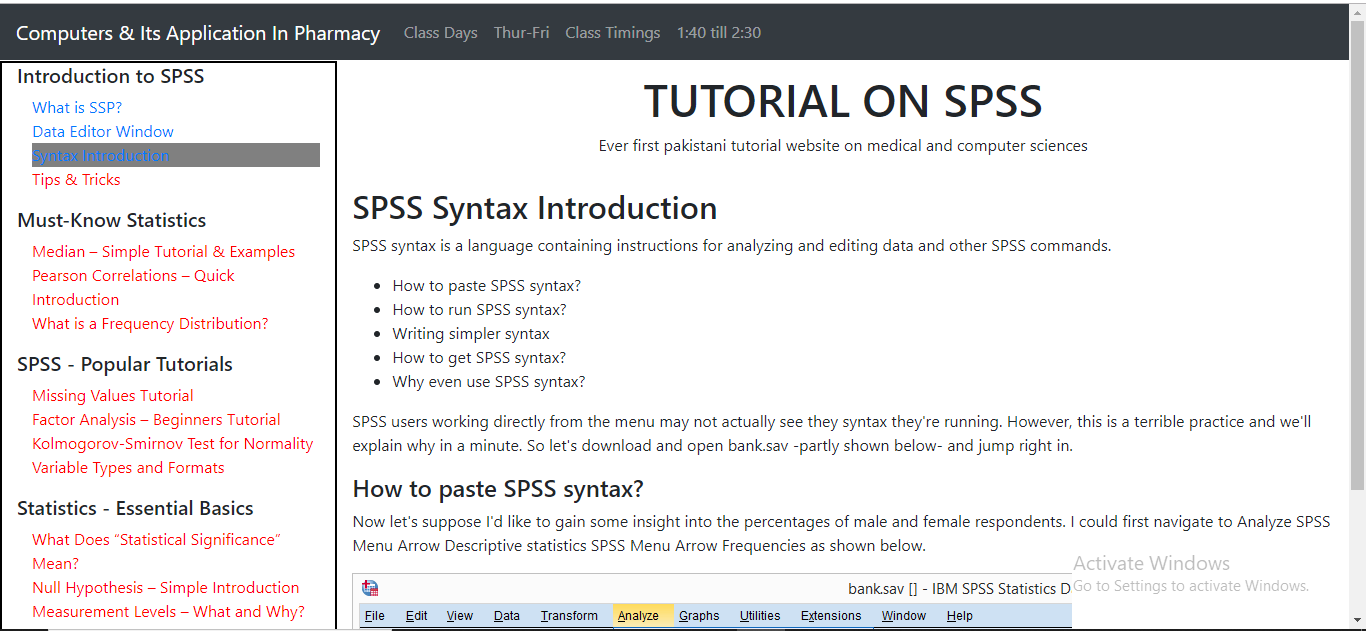 Computers & Its Application In Pharmacy Class Days Thur-Fri Class Timings 1:40 till 2:30
Introduction to SPSS
What is SSP?
Data Editor Window
Syntax Introduction
Tips & Tricks
Must-Know Statistics
Median – Simple Tutorial & Examples
Pearson Correlations – Quick
Introduction
What is a Frequency Distribution?
SPSS - Popular Tutorials
Missing Values Tutorial
Factor Analysis – Beginners Tutorial
Kolmogorov-Smirnov Test for Normality
Variable Types and Formats
Statistics - Essential Basics
What Does “Statistical Significance”
Mean?
Null Hypothesis – Simple Introduction
Measurement Levels – What and Why?
TUTORIAL ON SPSS
Ever first pakistani tutorial website on medical and computer sciences
SPSS Syntax Introduction
SPSS syntax is a language containing instructions for analyzing and editing data and other SPSS commands.
How to paste SPSS syntax?
How to run SPSS syntax?
Writing simpler syntax
How to get SPSS syntax?
Why even use SPSS syntax?
SPSS users working directly from the menu may not actually see they syntax they're running. However, this is a terrible practice and we'll
explain why in a minute. So let's download and open bank.sav -partly shown below- and jump right in.
How to paste SPSS syntax?
Now let's suppose I'd like to gain some insight into the percentages of male and female respondents. I could first navigate to Analyze SPSS
Menu Arrow Descriptive statistics SPSS Menu Arrow Frequencies as shown below.
bank.sav [] - IBM SPSS Statistics D
File Edit View Data Transform Analyze Graphs Utilities Extensions Window Help
Activate Windows
Go to Settings to activate Windows.